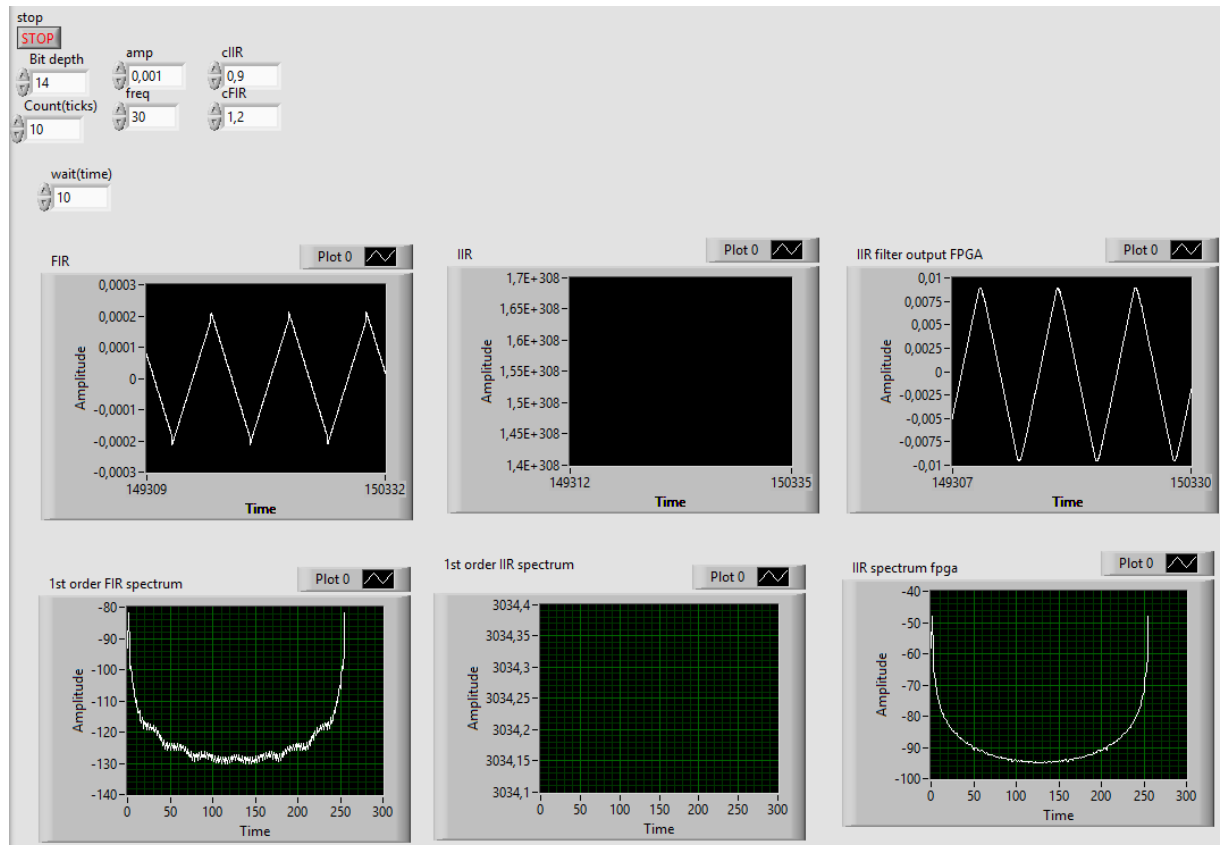 stop
STOP
Bit depth
14
Count(ticks)
10
amp
0,001
freq
30
cIIR
0,9
cFIR
1,2
wait(time)
10
FIR
Plot 0
0,0003
0,0002
0,0001
0
-0,0001
-0,0002
-0,0003
Amplitude
149309 150332
Time
IIR
Plot 0
1,7E+308
1,65E+308
1,6E+308
1,55E+308
1,5E+308
1,45E+308
1,4E+308
Amplitude
149312 150335
Time
IIR filter output FPGA
Plot 0
0,01
0,0075
0,005
0,0025
0
-0,0025
-0,005
-0,0075
-0,01
Amplitude
149307 150330
Time
1st order FIR spectrum
Plot 0
-80
-90
-100
-110
-120
-130
-140
Amplitude
0 50 100 150 200 250 300
Time
1st order IIR spectrum
Plot 0
3034,4
3034,35
3034,3
3034,25
3034,2
3034,15
3034,1
Amplitude
0 50 100 150 200 250 300
Time
IIR spectrum fpga
Plot 0
-40
-50
-60
-70
-80
-90
-100
Amplitude
0 50 100 150 200 250 300
Time